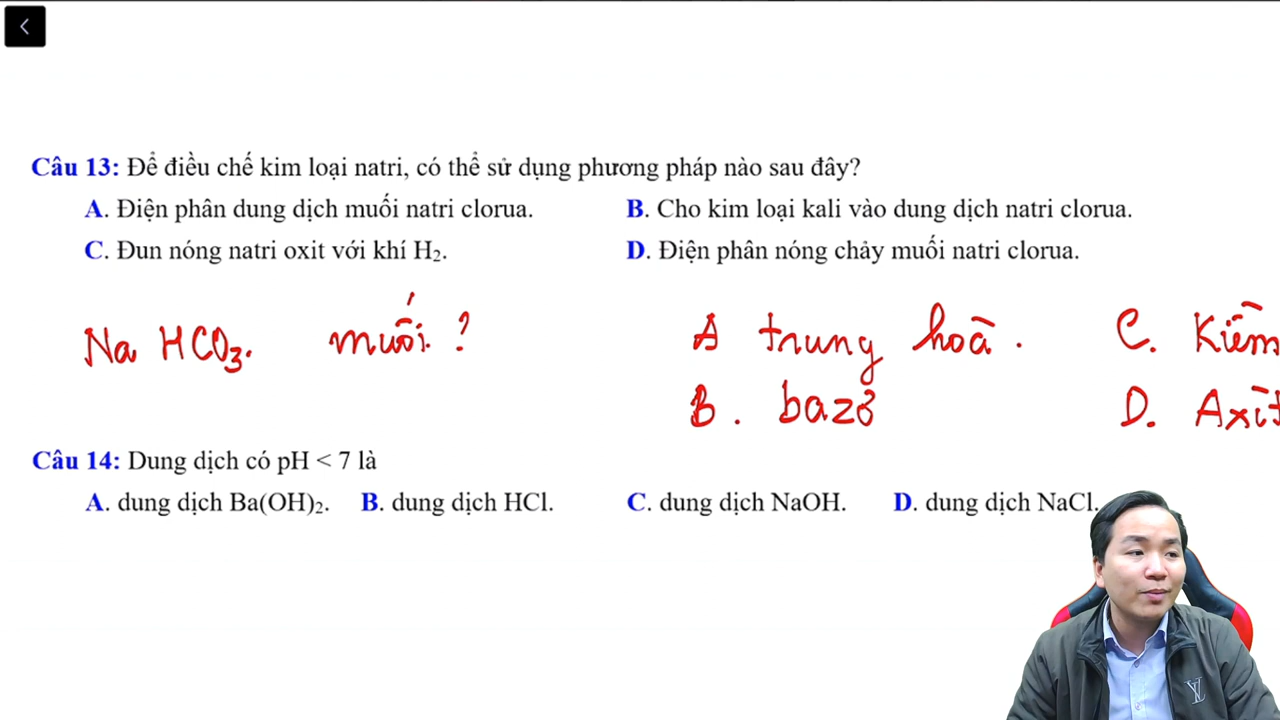 Câu 13: Để điều chế kim loại natri, có thể sử dụng phương pháp nào sau đây?
A. Điện phân dung dịch muối natri clorua. B. Cho kim loại kali vào dung dịch natri clorua.
C. Đun nóng natri oxit với khí H₂. D. Điện phân nóng chảy muối natri clorua.
NaHCO₃. muối ? A trung hoà. C. Kiềm
B. bazơ D. Axit
Câu 14: Dung dịch có pH < 7 là
A. dung dịch Ba(OH)₂. B. dung dịch HCl. C. dung dịch NaOH. D. dung dịch NaCl.